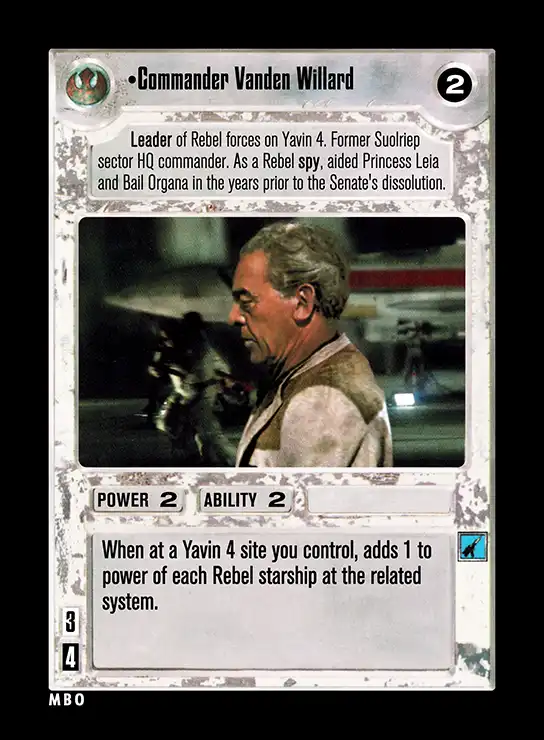 •Commander Vanden Willard
2
Leader of Rebel forces on Yavin 4. Former Suolriep
sector HQ commander. As a Rebel spy, aided Princess Leia
and Bail Organa in the years prior to the Senate's dissolution.
POWER 2
ABILITY 2
When at a Yavin 4 site you control, adds 1 to
power of each Rebel starship at the related
system.
3
4
MBO